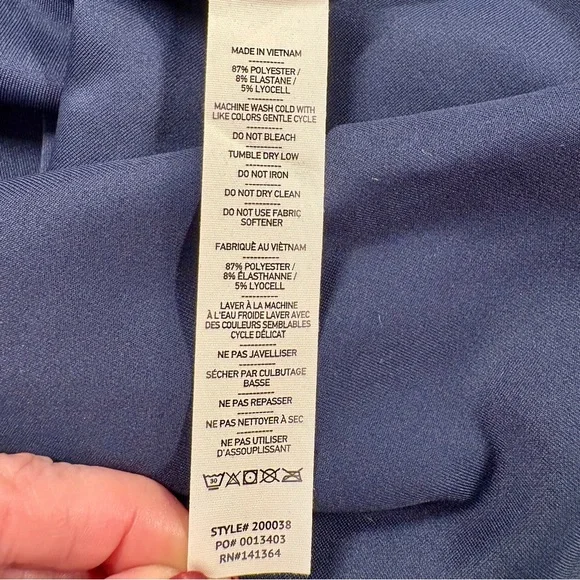 MADE IN VIETNAM
----------
87% POLYESTER /
8% ELASTANE /
5% LYOCELL
----------
MACHINE WASH COLD WITH
LIKE COLORS GENTLE CYCLE
----------
DO NOT BLEACH
----------
TUMBLE DRY LOW
----------
DO NOT IRON
----------
DO NOT DRY CLEAN
----------
DO NOT USE FABRIC
SOFTENER
FABRIQUÈ AU VIÈTNAM
----------
87% POLYESTER /
8% ÉLASTHANNE /
5% LYOCELL
----------
LAVER À LA MACHINE
À L'EAU FROIDE LAVER AVEC
DES COULEURS SEMBLABLES
CYCLE DÉLICAT
----------
NE PAS JAVELLISER
----------
SÉCHER PAR CULBUTAGE
BASSE
----------
NE PAS REPASSER
----------
NE PAS NETTOYER À SEC
----------
NE PAS UTILISER
D'ASSOUPLISSANT
30
STYLE# 200038
PO# 0013403
RN#141364